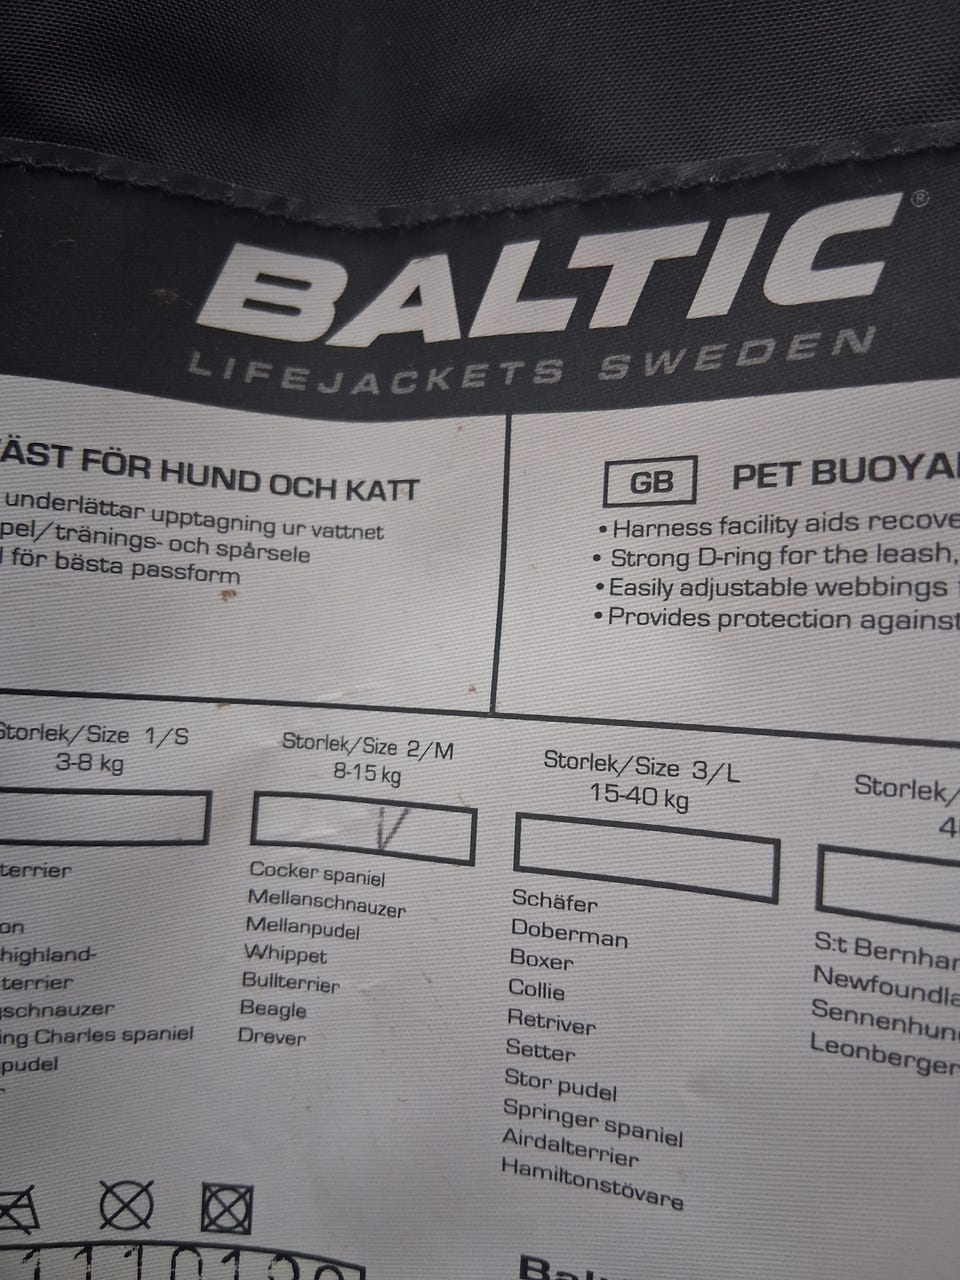 BALTIC®
LIFEJACKETS SWEDEN
ÄST FÖR HUND OCH KATT
underlättar upptagning ur vattnet
pel/tränings- och spårsele
för bästa passform
GB PET BUOYA
• Harness facility aids recove
• Strong D-ring for the leash,
• Easily adjustable webbings
• Provides protection against
Storlek/Size 1/S
3-8 kg
terrier
on
highland-
terrier
schnauzer
ing Charles spaniel
pudel
Storlek/Size 2/M
8-15 kg
V
Cocker spaniel
Mellanschnauzer
Mellanpudel
Whippet
Bullterrier
Beagle
Drever
Storlek/Size 3/L
15-40 kg
Schäfer
Doberman
Boxer
Collie
Retriver
Setter
Stor pudel
Springer spaniel
Airdalterrier
Hamiltonstövare
Storlek/
4
S:t Bernhar
Newfoundla
Sennenhun
Leonberger